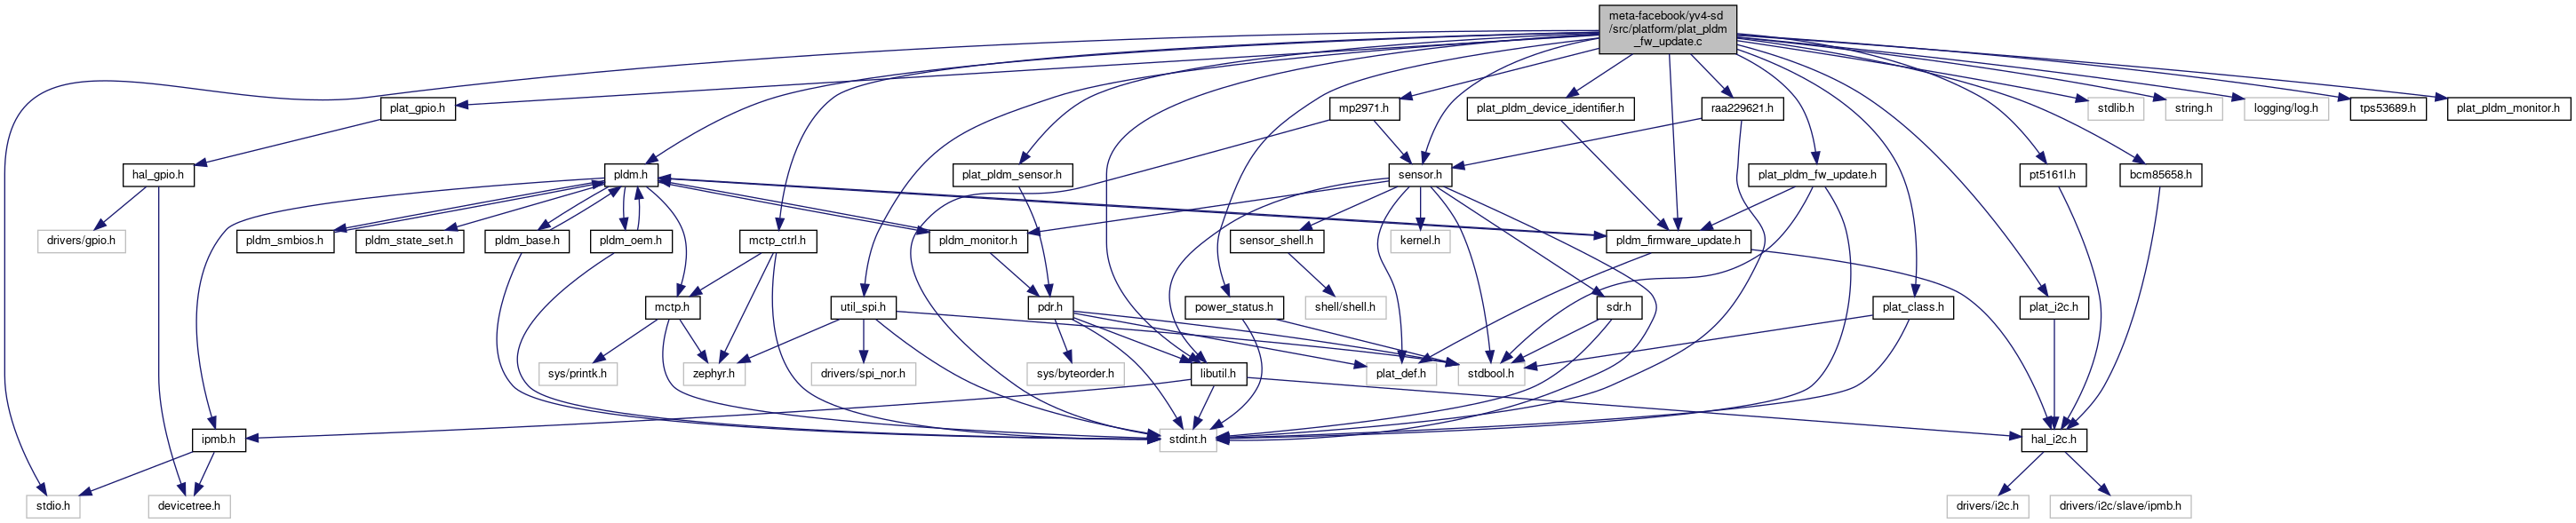 meta-facebook/yv4-sd
/src/platform/plat_pldm
_fw_update.c
plat_gpio.h
mp2971.h
plat_pldm_device_identifier.h
raa229621.h
stdlib.h
string.h
logging/log.h
tps53689.h
plat_pldm_monitor.h
hal_gpio.h
pldm.h
plat_pldm_sensor.h
sensor.h
plat_pldm_fw_update.h
pt5161l.h
bcm85658.h
drivers/gpio.h
pldm_smbios.h
pldm_state_set.h
pldm_base.h
pldm_oem.h
mctp_ctrl.h
pldm_monitor.h
sensor_shell.h
kernel.h
pldm_firmware_update.h
mctp.h
util_spi.h
pdr.h
power_status.h
shell/shell.h
sdr.h
plat_class.h
plat_i2c.h
sys/printk.h
zephyr.h
drivers/spi_nor.h
sys/byteorder.h
libutil.h
plat_def.h
stdbool.h
ipmb.h
stdint.h
hal_i2c.h
stdio.h
devicetree.h
drivers/i2c.h
drivers/i2c/slave/ipmb.h